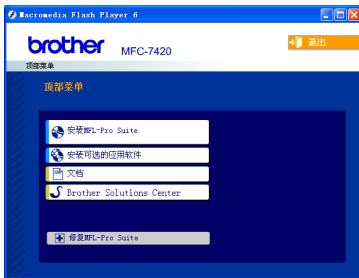 Macromedia Flash Player 6
brother MFC-7420 退出
顶部菜单
顶部菜单
安装MFL-Pro Suite
安装可选的应用软件
文档
Brother Solutions Center
修复MFL-Pro Suite